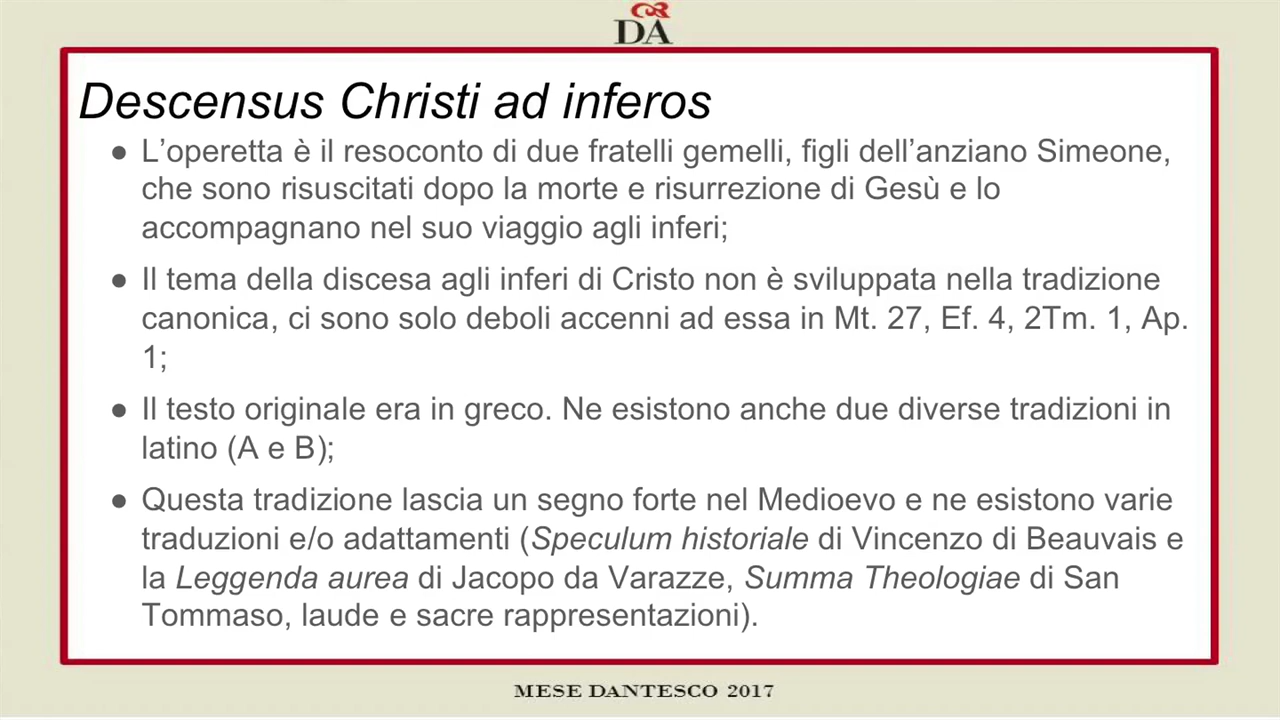 DA
Descensus Christi ad inferos
● L’operetta è il resoconto di due fratelli gemelli, figli dell’anziano Simeone,
che sono risuscitati dopo la morte e risurrezione di Gesù e lo
accompagnano nel suo viaggio agli inferi;
● Il tema della discesa agli inferi di Cristo non è sviluppata nella tradizione
canonica, ci sono solo deboli accenni ad essa in Mt. 27, Ef. 4, 2Tm. 1, Ap.
1;
● Il testo originale era in greco. Ne esistono anche due diverse tradizioni in
latino (A e B);
● Questa tradizione lascia un segno forte nel Medioevo e ne esistono varie
traduzioni e/o adattamenti (Speculum historiale di Vincenzo di Beauvais e
la Leggenda aurea di Jacopo da Varazze, Summa Theologiae di San
Tommaso, laude e sacre rappresentazioni).
MESE DANTESCO 2017